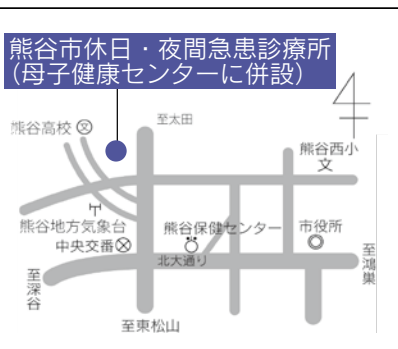 熊谷市休日・夜間急患診療所
(母子健康センターに併設)
至太田
熊谷高校
文
熊谷西小
文
熊谷地方気象台
熊谷保健センター
市役所
中央交番
北大通り
至深谷
至鴻巣
至東松山